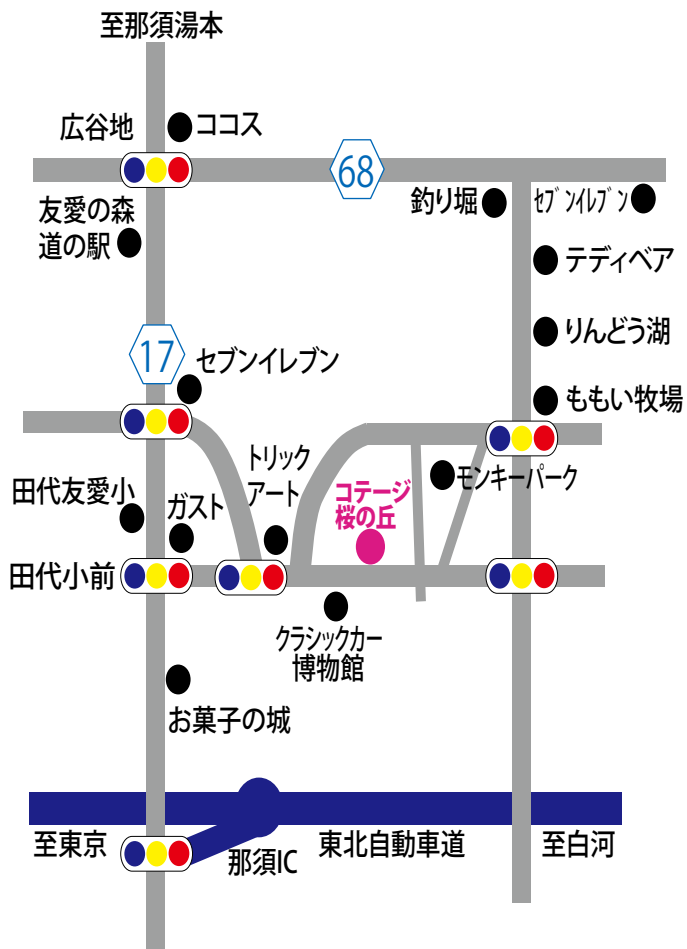 至那須湯本
広谷地
ココス
68
友愛の森
道の駅
釣り堀
セブンイレブン
テディベア
りんどう湖
17
セブンイレブン
ももい牧場
トリック
アート
モンキーパーク
田代友愛小
ガスト
コテージ
桜の丘
田代小前
クラシックカー
博物館
お菓子の城
至東京
那須IC
東北自動車道
至白河